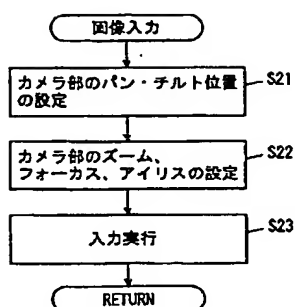 画像入力
カメラ部のパン・チルト位置
の設定
S21
カメラ部のズーム、
フォーカス、アイリスの設定
S22
入力実行
S23
RETURN